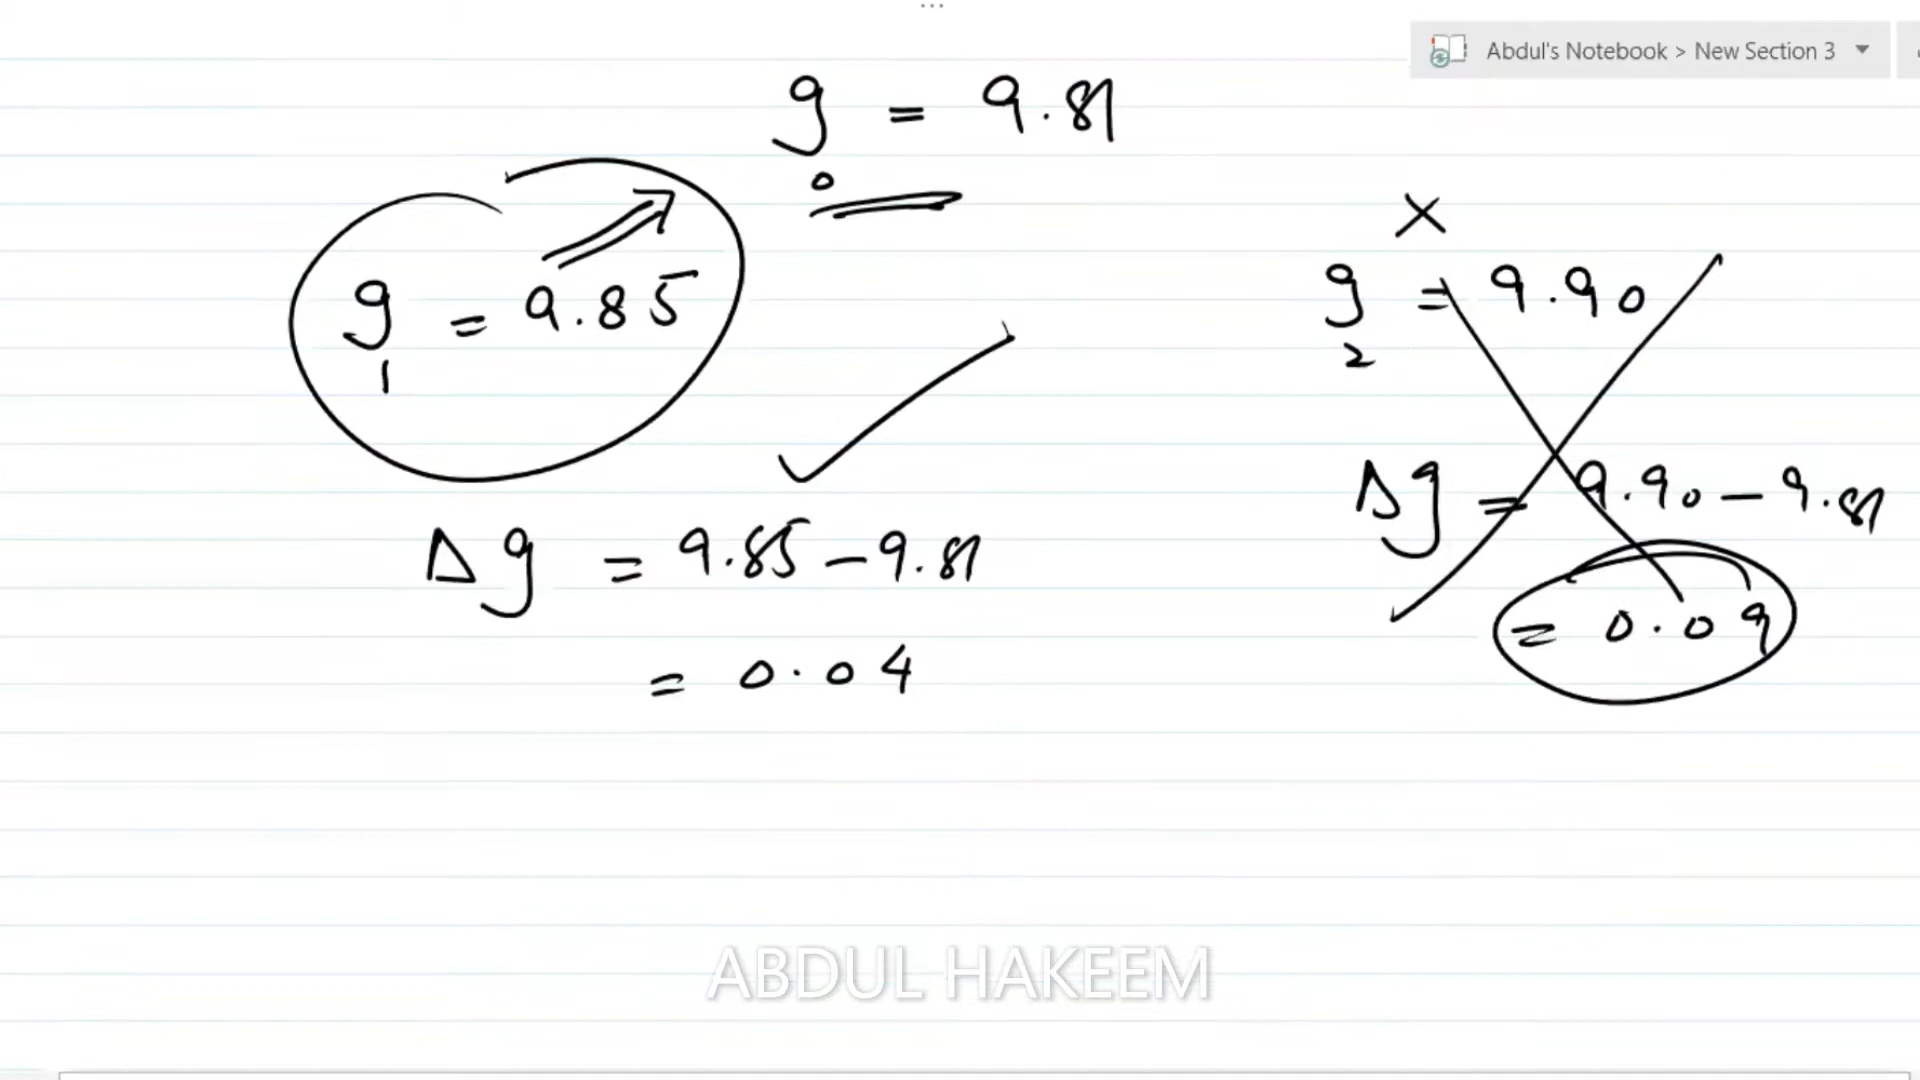 Abdul's Notebook > New Section 3
g₀ = 9.81
g₁ = 9.85
Δg = 9.85 – 9.81
= 0.04
×
g₂ = 9.90
Δg = 9.90 – 9.81
= 0.09
ABDUL HAKEEM